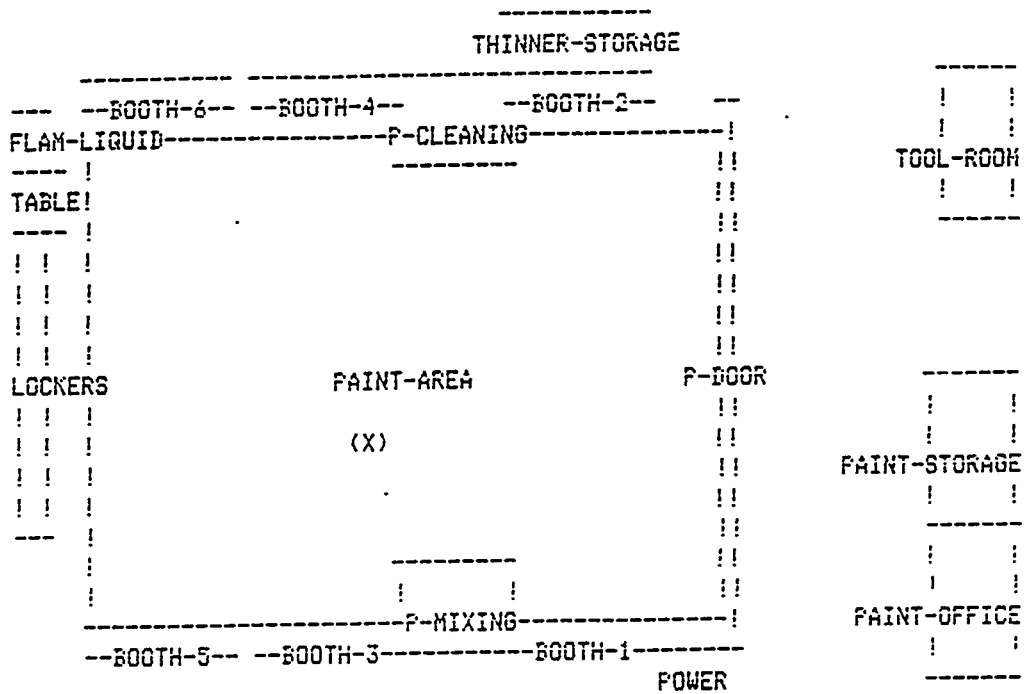 THINNER-STORAGE
BOOTH-6 BOOTH-4 BOOTH-2
FLAM-LIQUID P-CLEANING
TOOL-ROOM
TABLE
LOCKERS PAINT-AREA P-DOOR
(X)
PAINT-STORAGE
P-MIXING PAINT-OFFICE
BOOTH-5 BOOTH-3 BOOTH-1
POWER